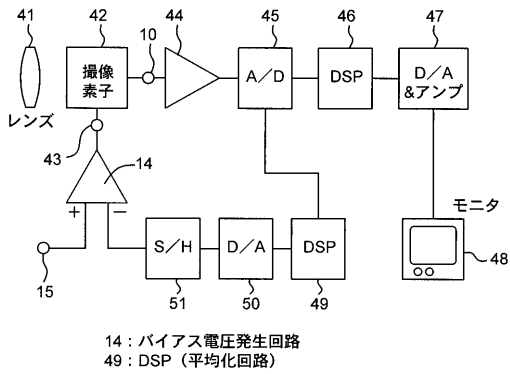 41
42
10
44
45
46
47
撮像
素子
A/D
DSP
D/A
&アンプ
レンズ
43
14
+
−
モニタ
S/H
D/A
DSP
48
15
51
50
49
14:バイアス電圧発生回路
49:DSP(平均化回路)